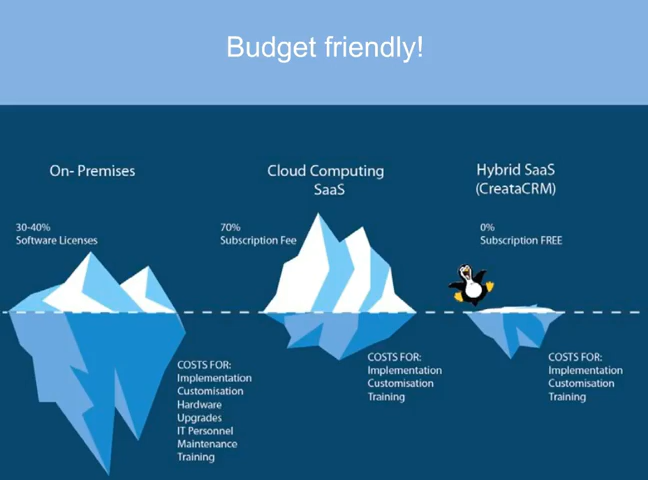 Budget friendly!
On- Premises
Cloud Computing
SaaS
Hybrid SaaS
(CreataCRM)
30-40%
Software Licenses
70%
Subscription Fee
0%
Subscription FREE
COSTS FOR:
Implementation
Customisation
Hardware
Upgrades
IT Personnel
Maintenance
Training
COSTS FOR:
Implementation
Customisation
Training
COSTS FOR:
Implementation
Customisation
Training